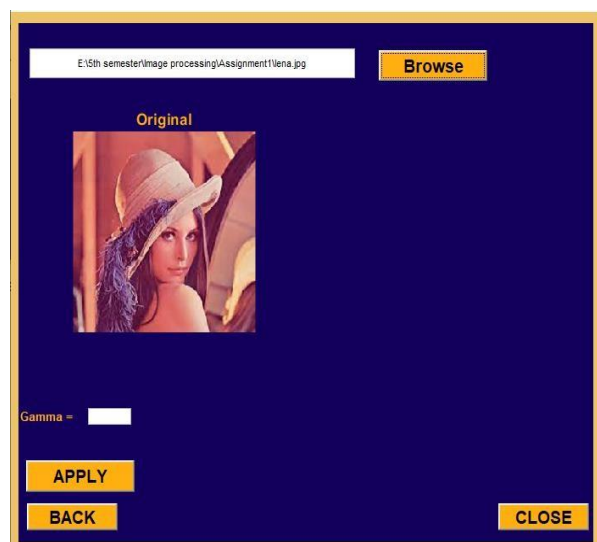 E:\5th semester\Image processing\Assignment1\lena.jpg
Browse
Original
Gamma =
APPLY
BACK
CLOSE